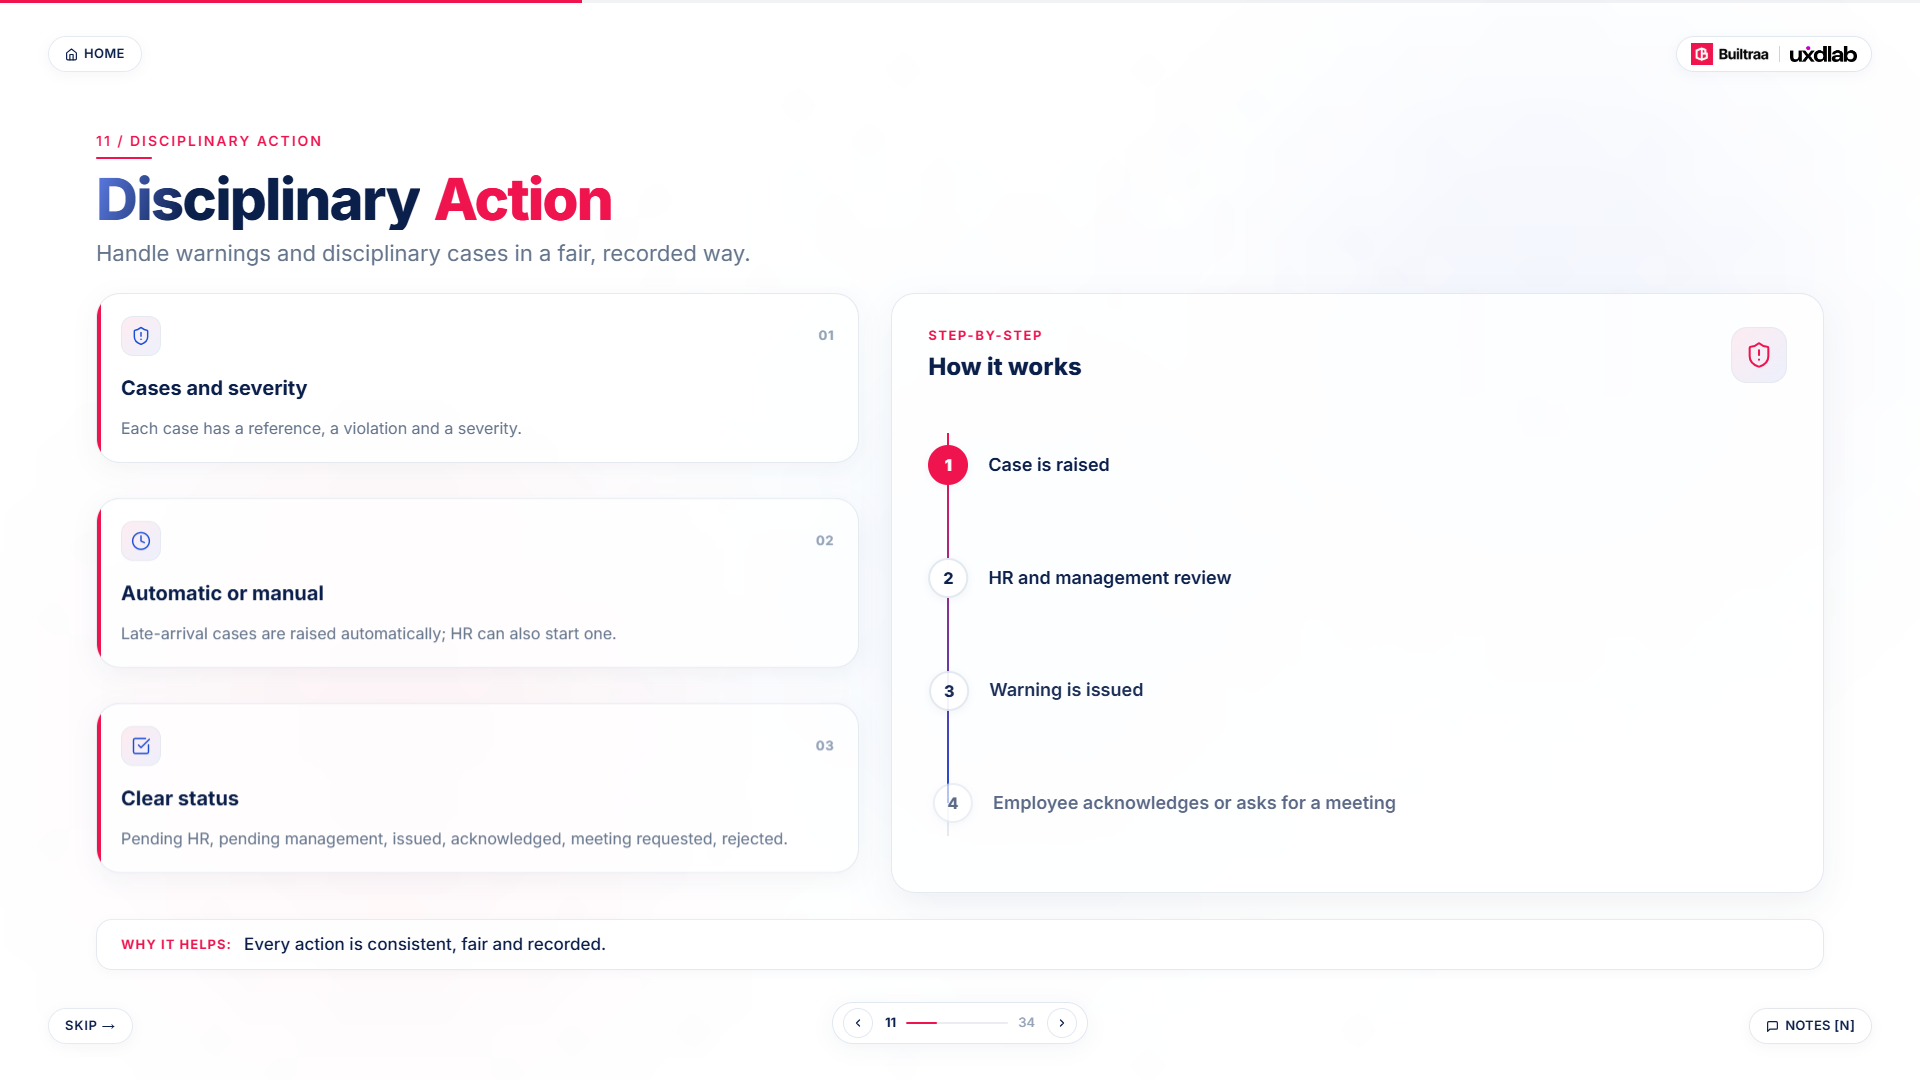 HOME
Builtraa
uxdlab
11 / DISCIPLINARY ACTION
Disciplinary Action
Handle warnings and disciplinary cases in a fair, recorded way.
01
Cases and severity
Each case has a reference, a violation and a severity.
02
Automatic or manual
Late-arrival cases are raised automatically; HR can also start one.
03
Clear status
Pending HR, pending management, issued, acknowledged, meeting requested, rejected.
STEP-BY-STEP
How it works
1 Case is raised
2 HR and management review
3 Warning is issued
4 Employee acknowledges or asks for a meeting
WHY IT HELPS: Every action is consistent, fair and recorded.
SKIP →
11 34
NOTES [N]